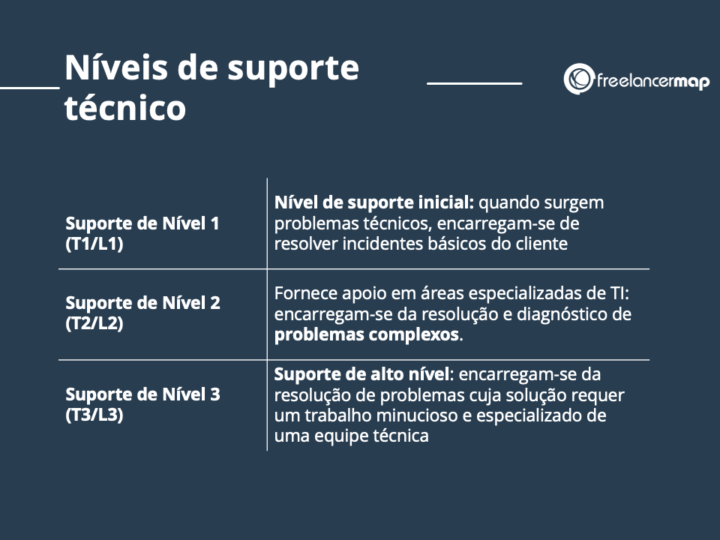 Níveis de suporte
técnico
freelancermap
Suporte de Nível 1
(T1/L1)
Nível de suporte inicial: quando surgem
problemas técnicos, encarregam-se de
resolver incidentes básicos do cliente
Suporte de Nível 2
(T2/L2)
Fornece apoio em áreas especializadas de TI:
encarregam-se da resolução e diagnóstico de
problemas complexos.
Suporte de Nível 3
(T3/L3)
Suporte de alto nível: encarregam-se da
resolução de problemas cuja solução requer
um trabalho minucioso e especializado de
uma equipe técnica